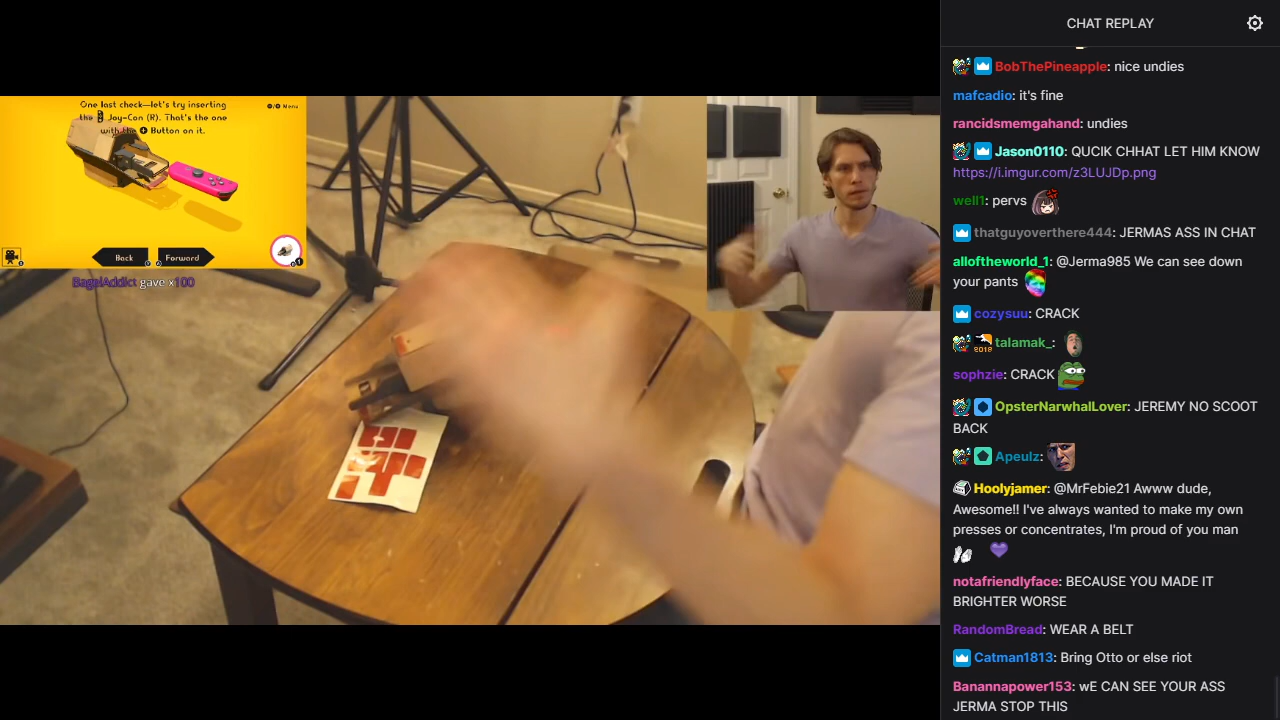 One last check—let's try inserting
the Joy-Con (R). That's the one
with the + Button on it.
Menu
Back
Forward
BagelAddict gave x100
CHAT REPLAY
BobThePineapple: nice undies
mafcadio: it's fine
rancidsmemgahand: undies
Jason0110: QUCIK CHHAT LET HIM KNOW
https://i.imgur.com/z3LUJDp.png
well1: pervs
thatguyoverthere444: JERMAS ASS IN CHAT
alloftheworld_1: @Jerma985 We can see down
your pants
cozysuu: CRACK
2018 talamak_:
sophzie: CRACK
OpsterNarwhalLover: JEREMY NO SCOOT
BACK
Apeulz:
Hoolyjamer: @MrFebie21 Awww dude,
Awesome!! I've always wanted to make my own
presses or concentrates, I'm proud of you man
notafriendlyface: BECAUSE YOU MADE IT
BRIGHTER WORSE
RandomBread: WEAR A BELT
Catman1813: Bring Otto or else riot
Banannapower153: wE CAN SEE YOUR ASS
JERMA STOP THIS